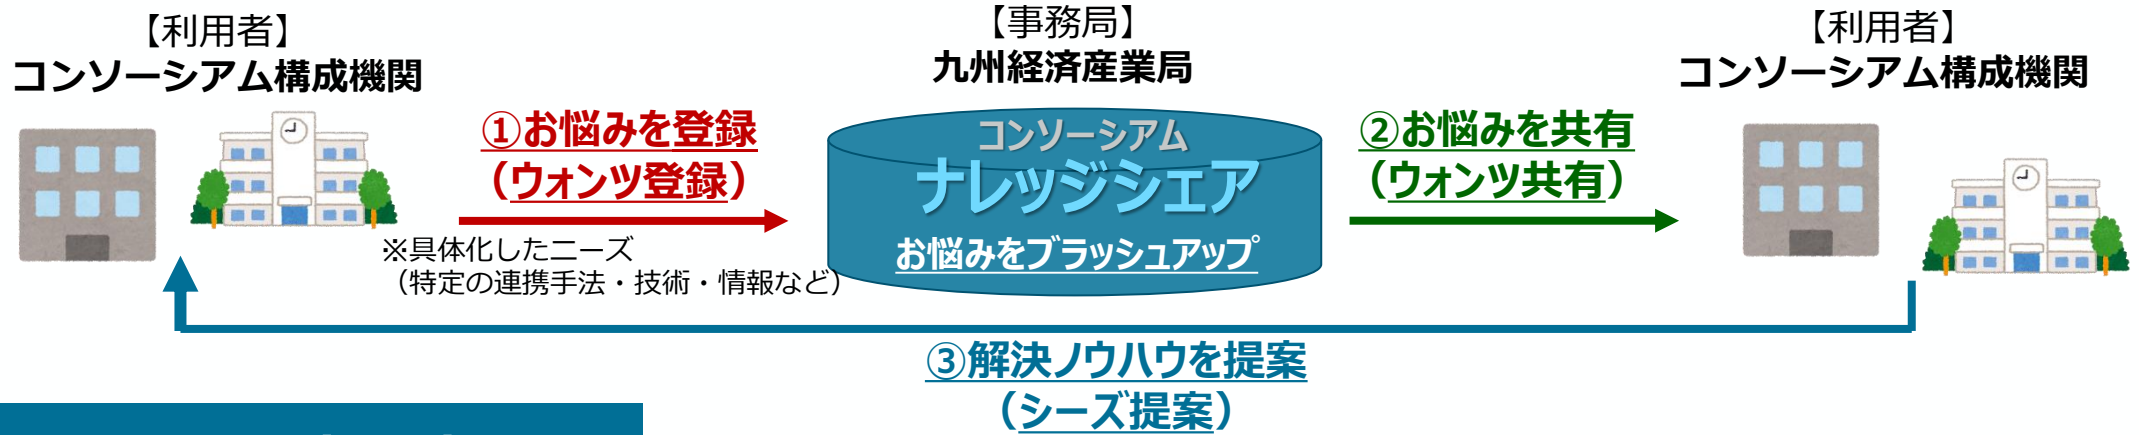 【利用者】
コンソーシアム構成機関
①お悩みを登録
（ウォンツ登録）
※具体化したニーズ
（特定の連携手法・技術・情報など）
【事務局】
九州経済産業局
コンソーシアム
ナレッジシェア
お悩みをブラッシュアップ
②お悩みを共有
（ウォンツ共有）
【利用者】
コンソーシアム構成機関
③解決ノウハウを提案
（シーズ提案）